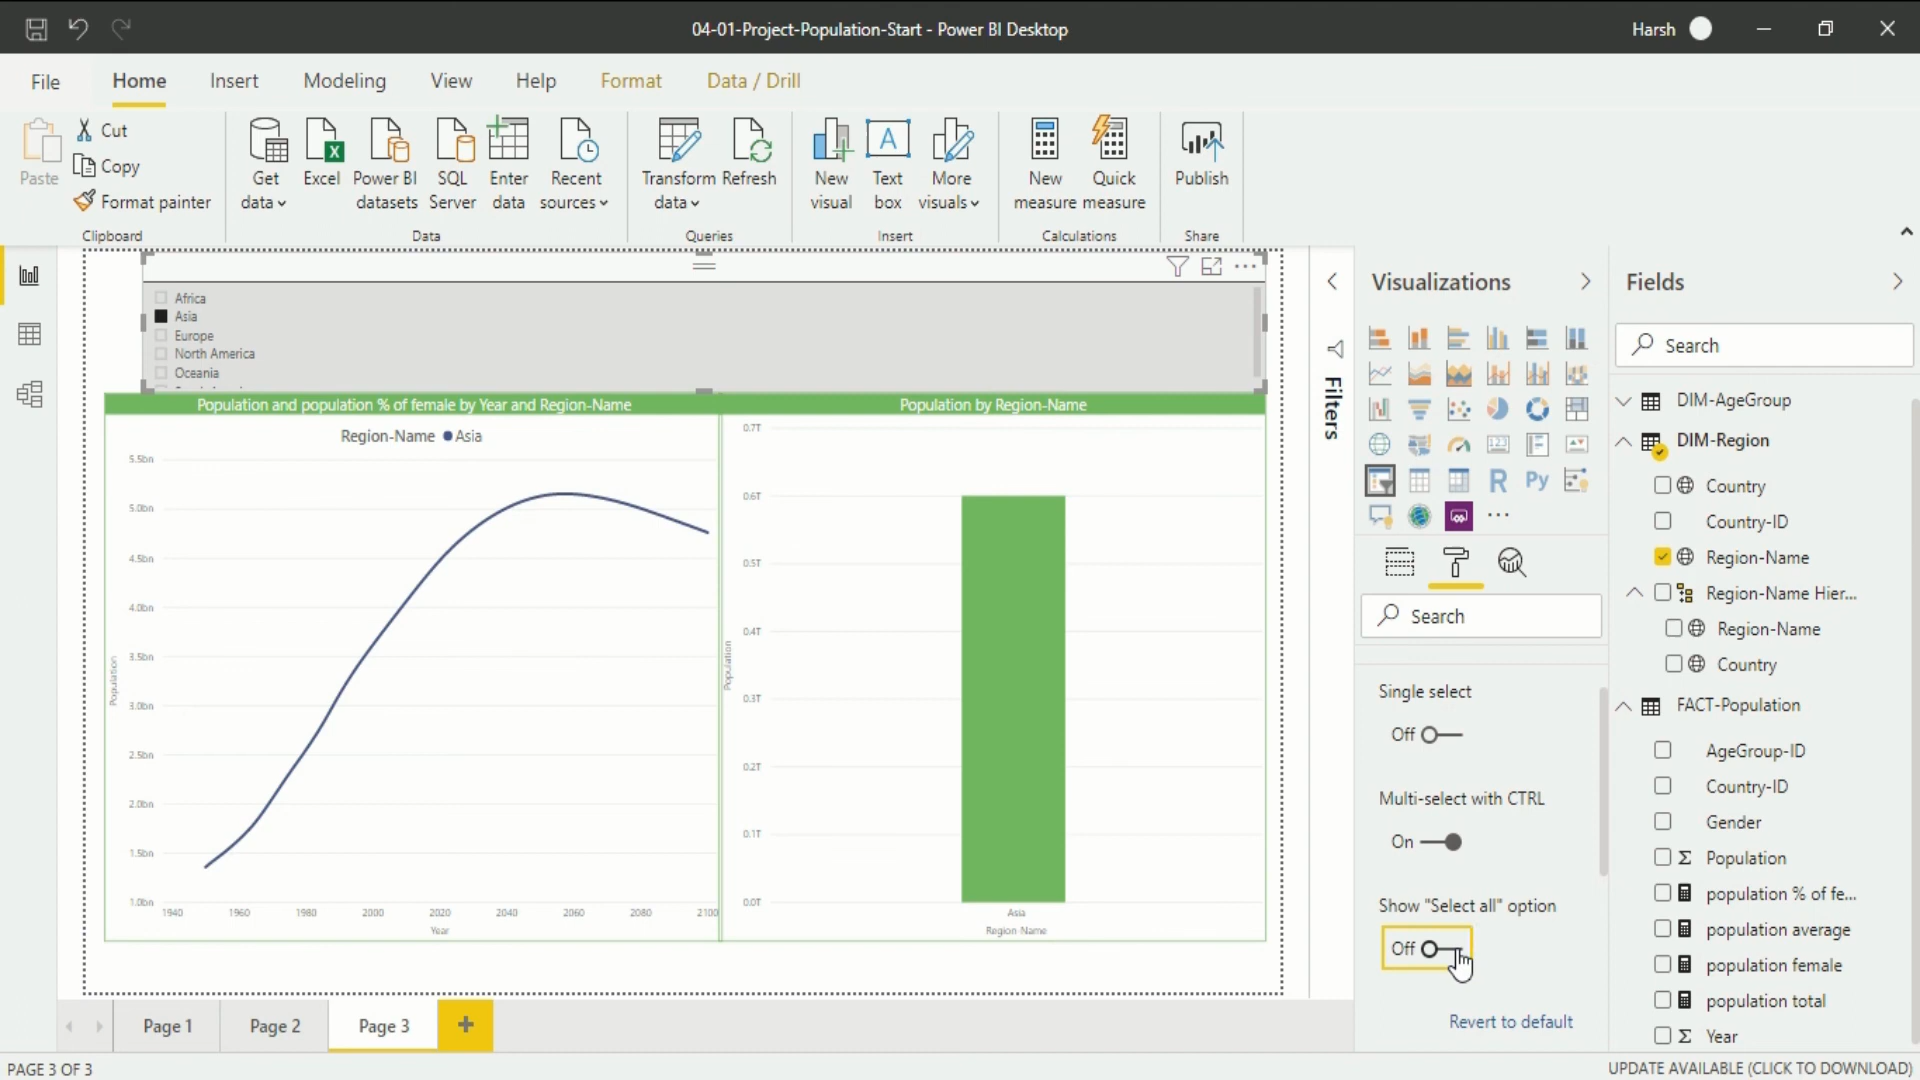 04-01-Project-Population-Start - Power BI Desktop
Harsh
File
Home
Insert
Modeling
View
Help
Format
Data / Drill
Paste
Cut
Copy
Format painter
Clipboard
Get data
Excel
Power BI datasets
SQL Server
Enter data
Recent sources
Data
Transform data
Refresh
Queries
New visual
Text box
More visuals
Insert
New measure
Quick measure
Calculations
Publish
Share
Africa
Asia
Europe
North America
Oceania
Population and population % of female by Year and Region-Name
Region-Name Asia
5.5bn
5.0bn
4.5bn
4.0bn
3.5bn
3.0bn
2.5bn
2.0bn
1.5bn
1.0bn
Population
1940 1960 1980 2000 2020 2040 2060 2080 2100
Year
Population by Region-Name
0.7T
0.6T
0.5T
0.4T
0.3T
0.2T
0.1T
0.0T
Population
Asia
Region-Name
Filters
Visualizations
R
Py
Search
Single select
Off
Multi-select with CTRL
On
Show "Select all" option
Off
Revert to default
Fields
Search
DIM-AgeGroup
DIM-Region
Country
Country-ID
Region-Name
Region-Name Hier...
Region-Name
Country
FACT-Population
AgeGroup-ID
Country-ID
Gender
Population
population % of fe...
population average
population female
population total
Year
Page 1
Page 2
Page 3
PAGE 3 OF 3
UPDATE AVAILABLE (CLICK TO DOWNLOAD)